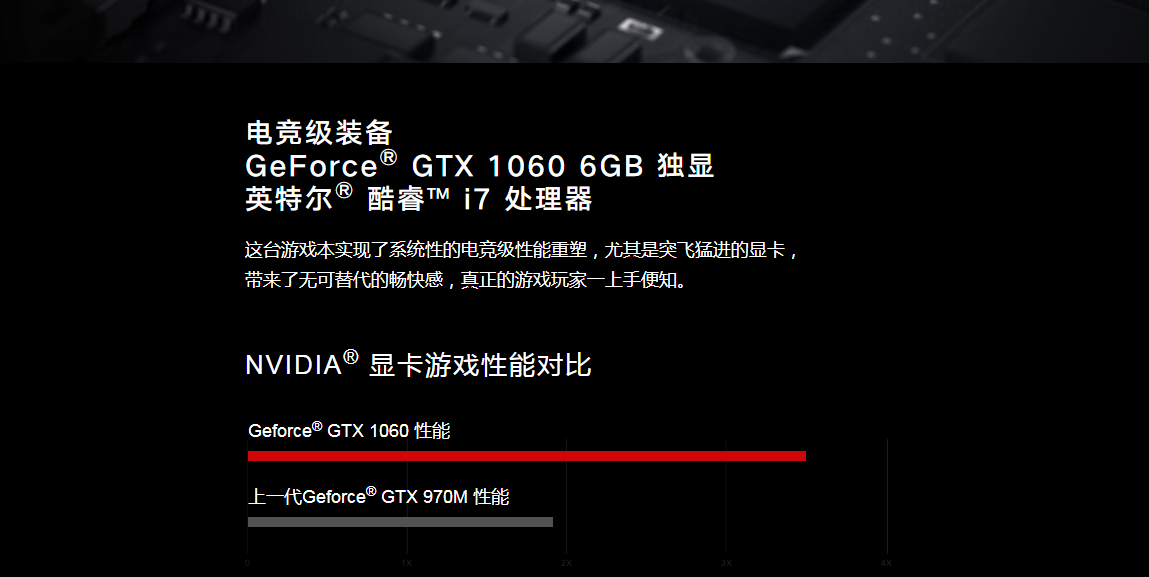 电竞级装备
GeForce® GTX 1060 6GB 独显
英特尔® 酷睿™ i7 处理器
这台游戏本实现了系统性的电竞级性能重塑，尤其是突飞猛进的显卡，
带来了无可替代的畅快感，真正的游戏玩家一上手便知。
NVIDIA® 显卡游戏性能对比
Geforce® GTX 1060 性能
上一代Geforce® GTX 970M 性能
0 1X 2X 3X 4X